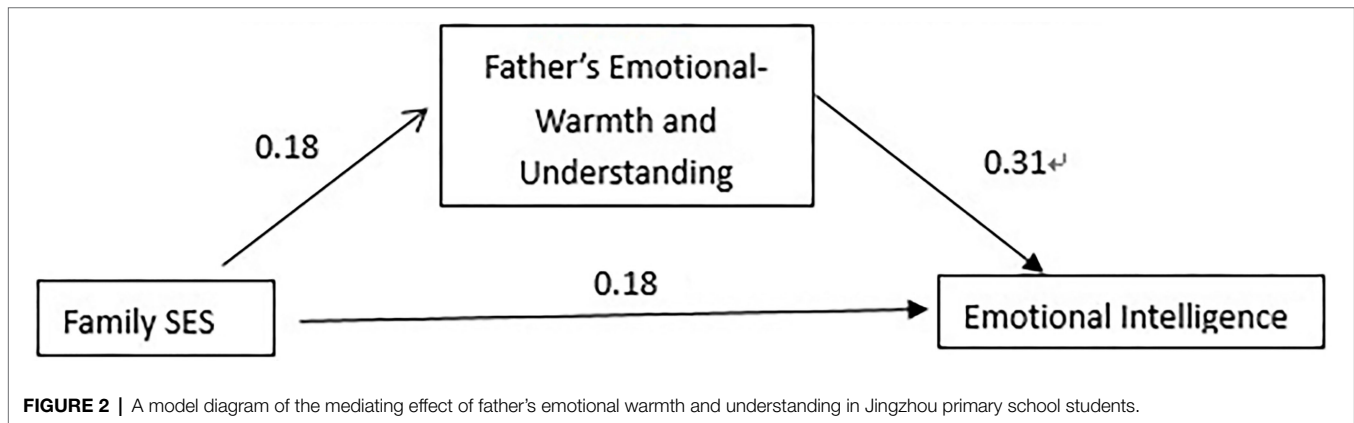 Father's Emotional-
Warmth and
Understanding
0.18
0.31↵
0.18
Family SES
Emotional Intelligence
FIGURE 2 | A model diagram of the mediating effect of father's emotional warmth and understanding in Jingzhou primary school students.